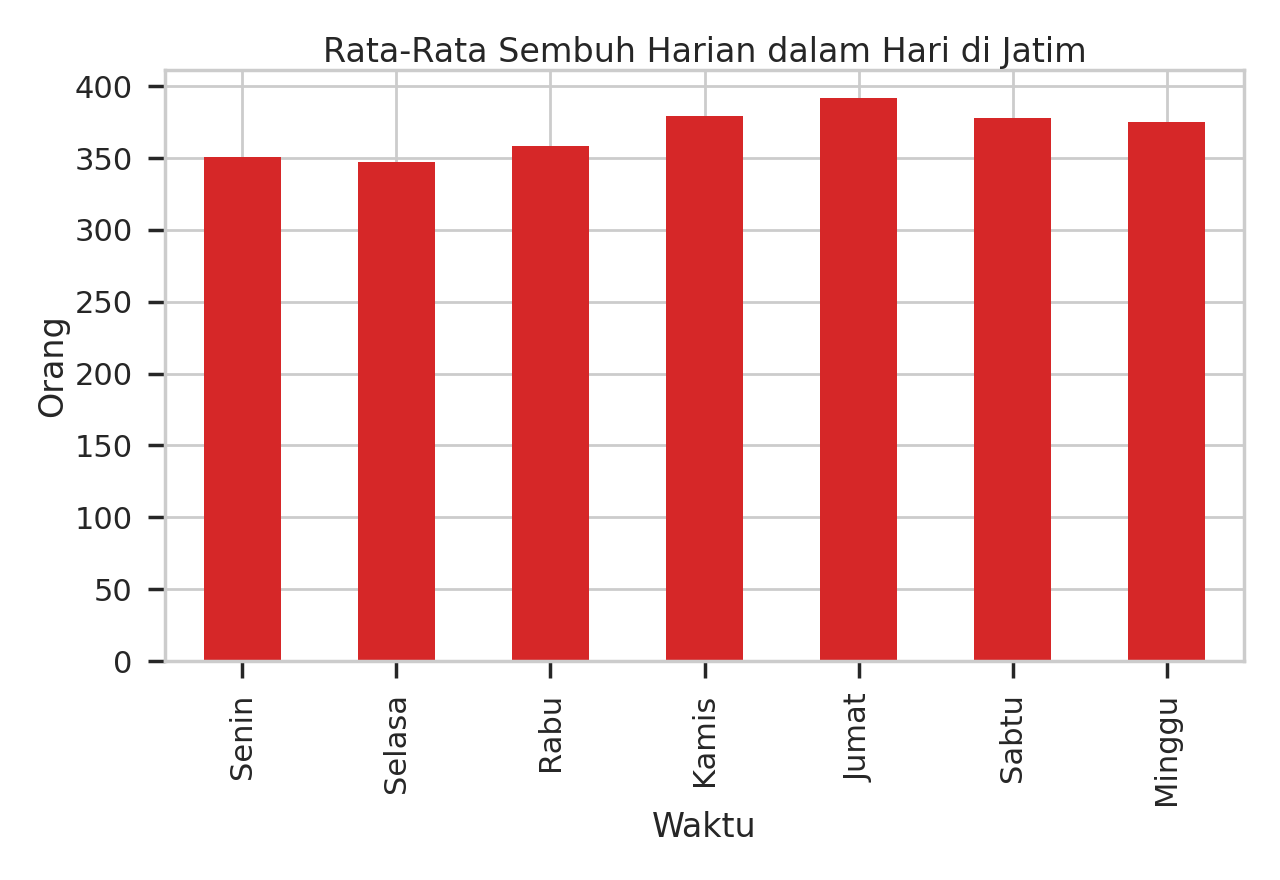 Rata-Rata Sembuh Harian dalam Hari di Jatim
400
350
300
250
200
150
100
50
0
Orang
Senin
Selasa
Rabu
Kamis
Jumat
Sabtu
Minggu
Waktu